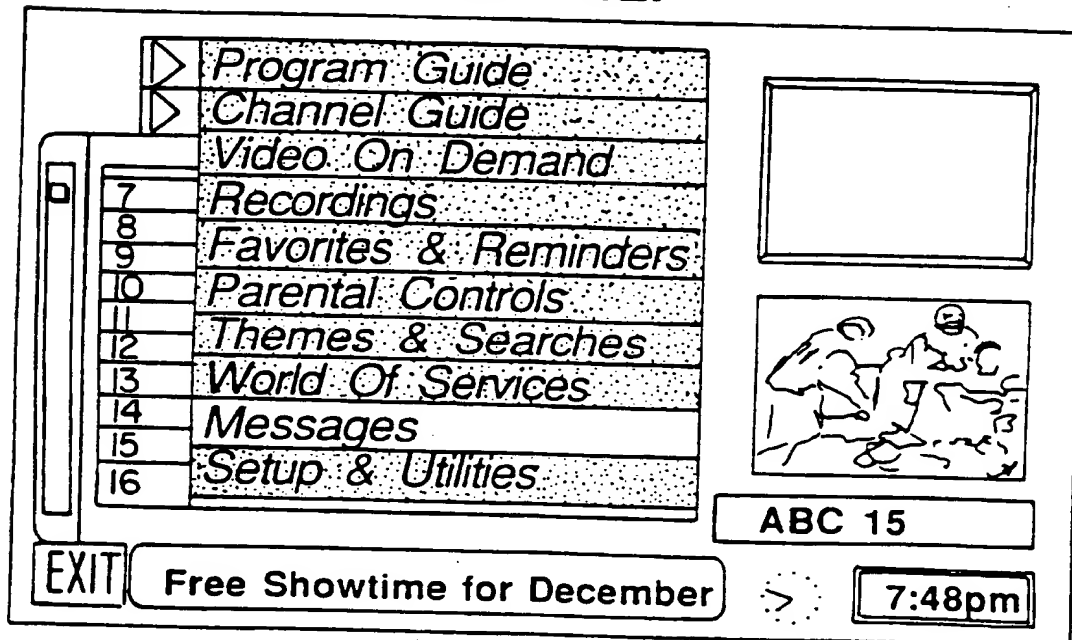 Program Guide
Channel Guide
Video On Demand
7 Recordings
8
9 Favorites & Reminders
10 Parental Controls
11
12 Themes & Searches
13 World Of Services
14 Messages
15
16 Setup & Utilities
ABC 15
EXIT Free Showtime for December 7:48pm